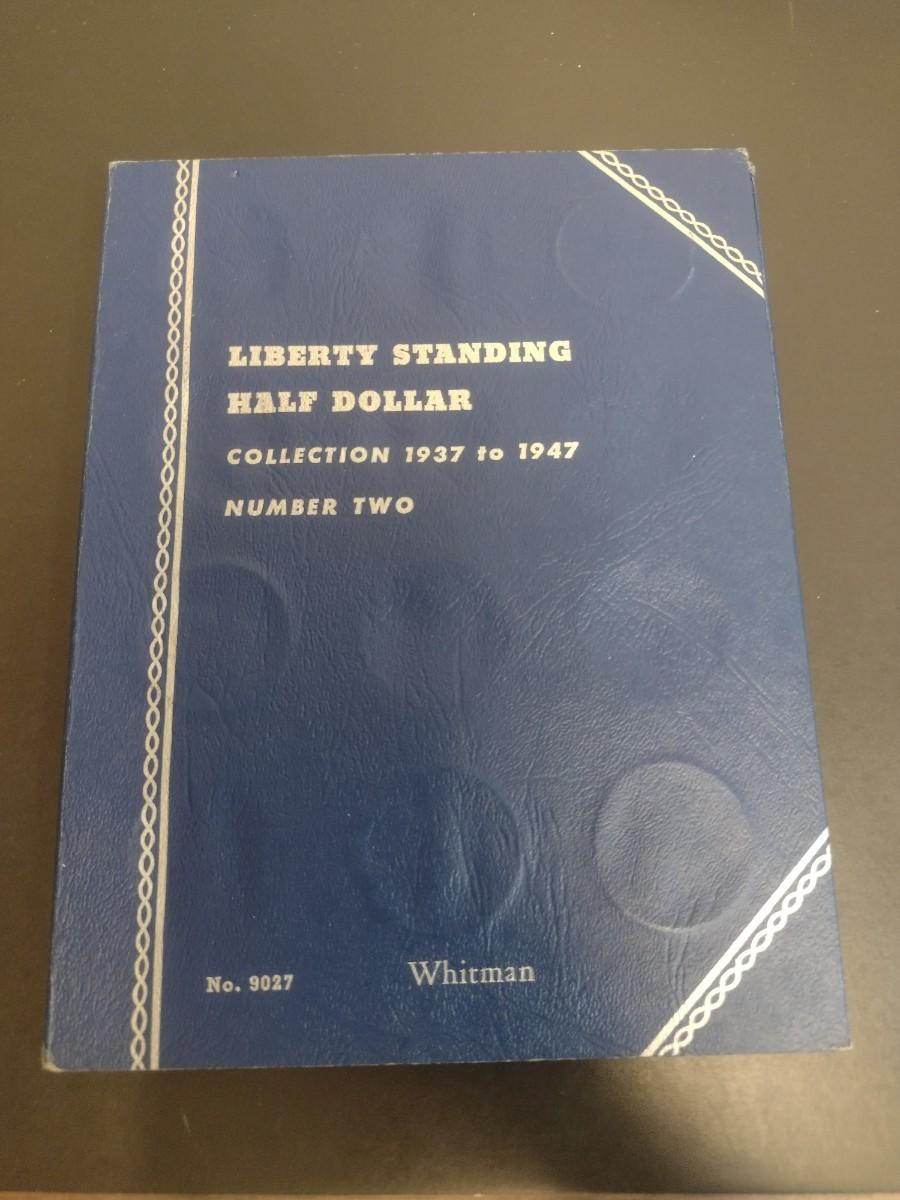 LIBERTY STANDING
HALF DOLLAR
COLLECTION 1937 to 1947
NUMBER TWO
No. 9027
Whitman